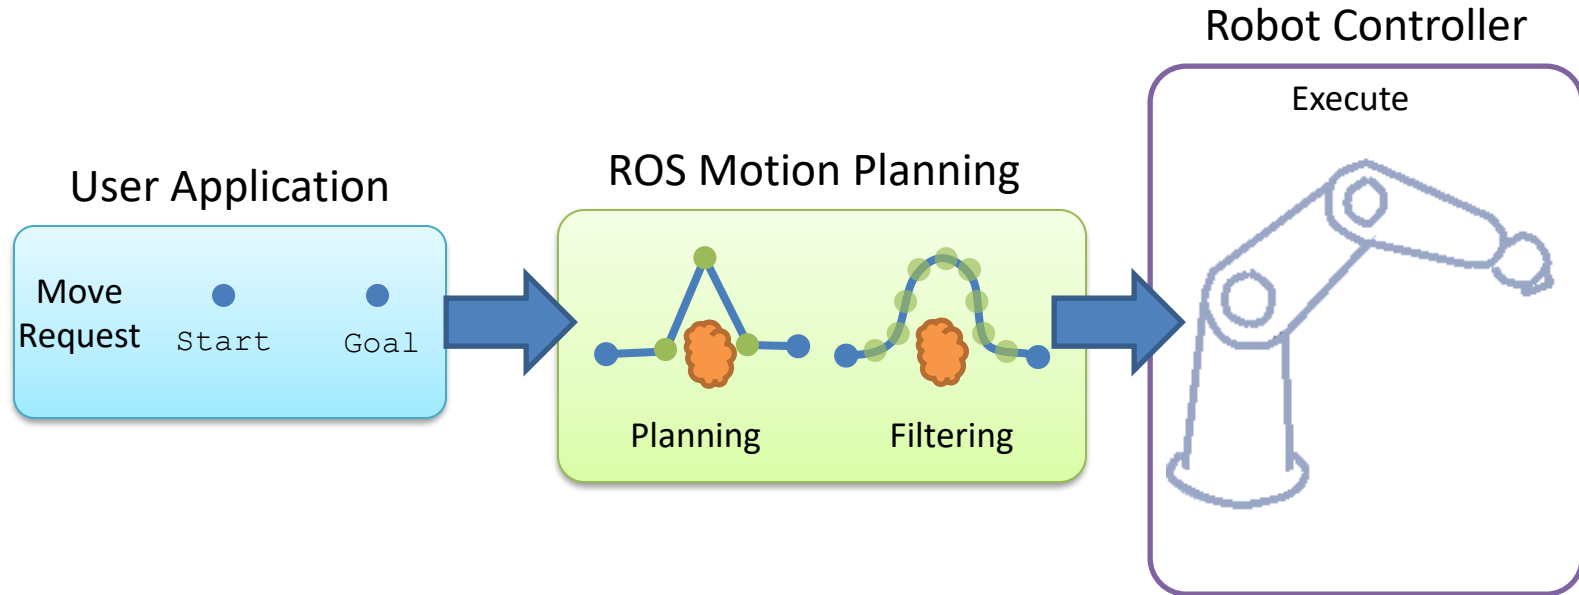 User Application
Move
Request
Start
Goal
ROS Motion Planning
Planning
Filtering
Robot Controller
Execute